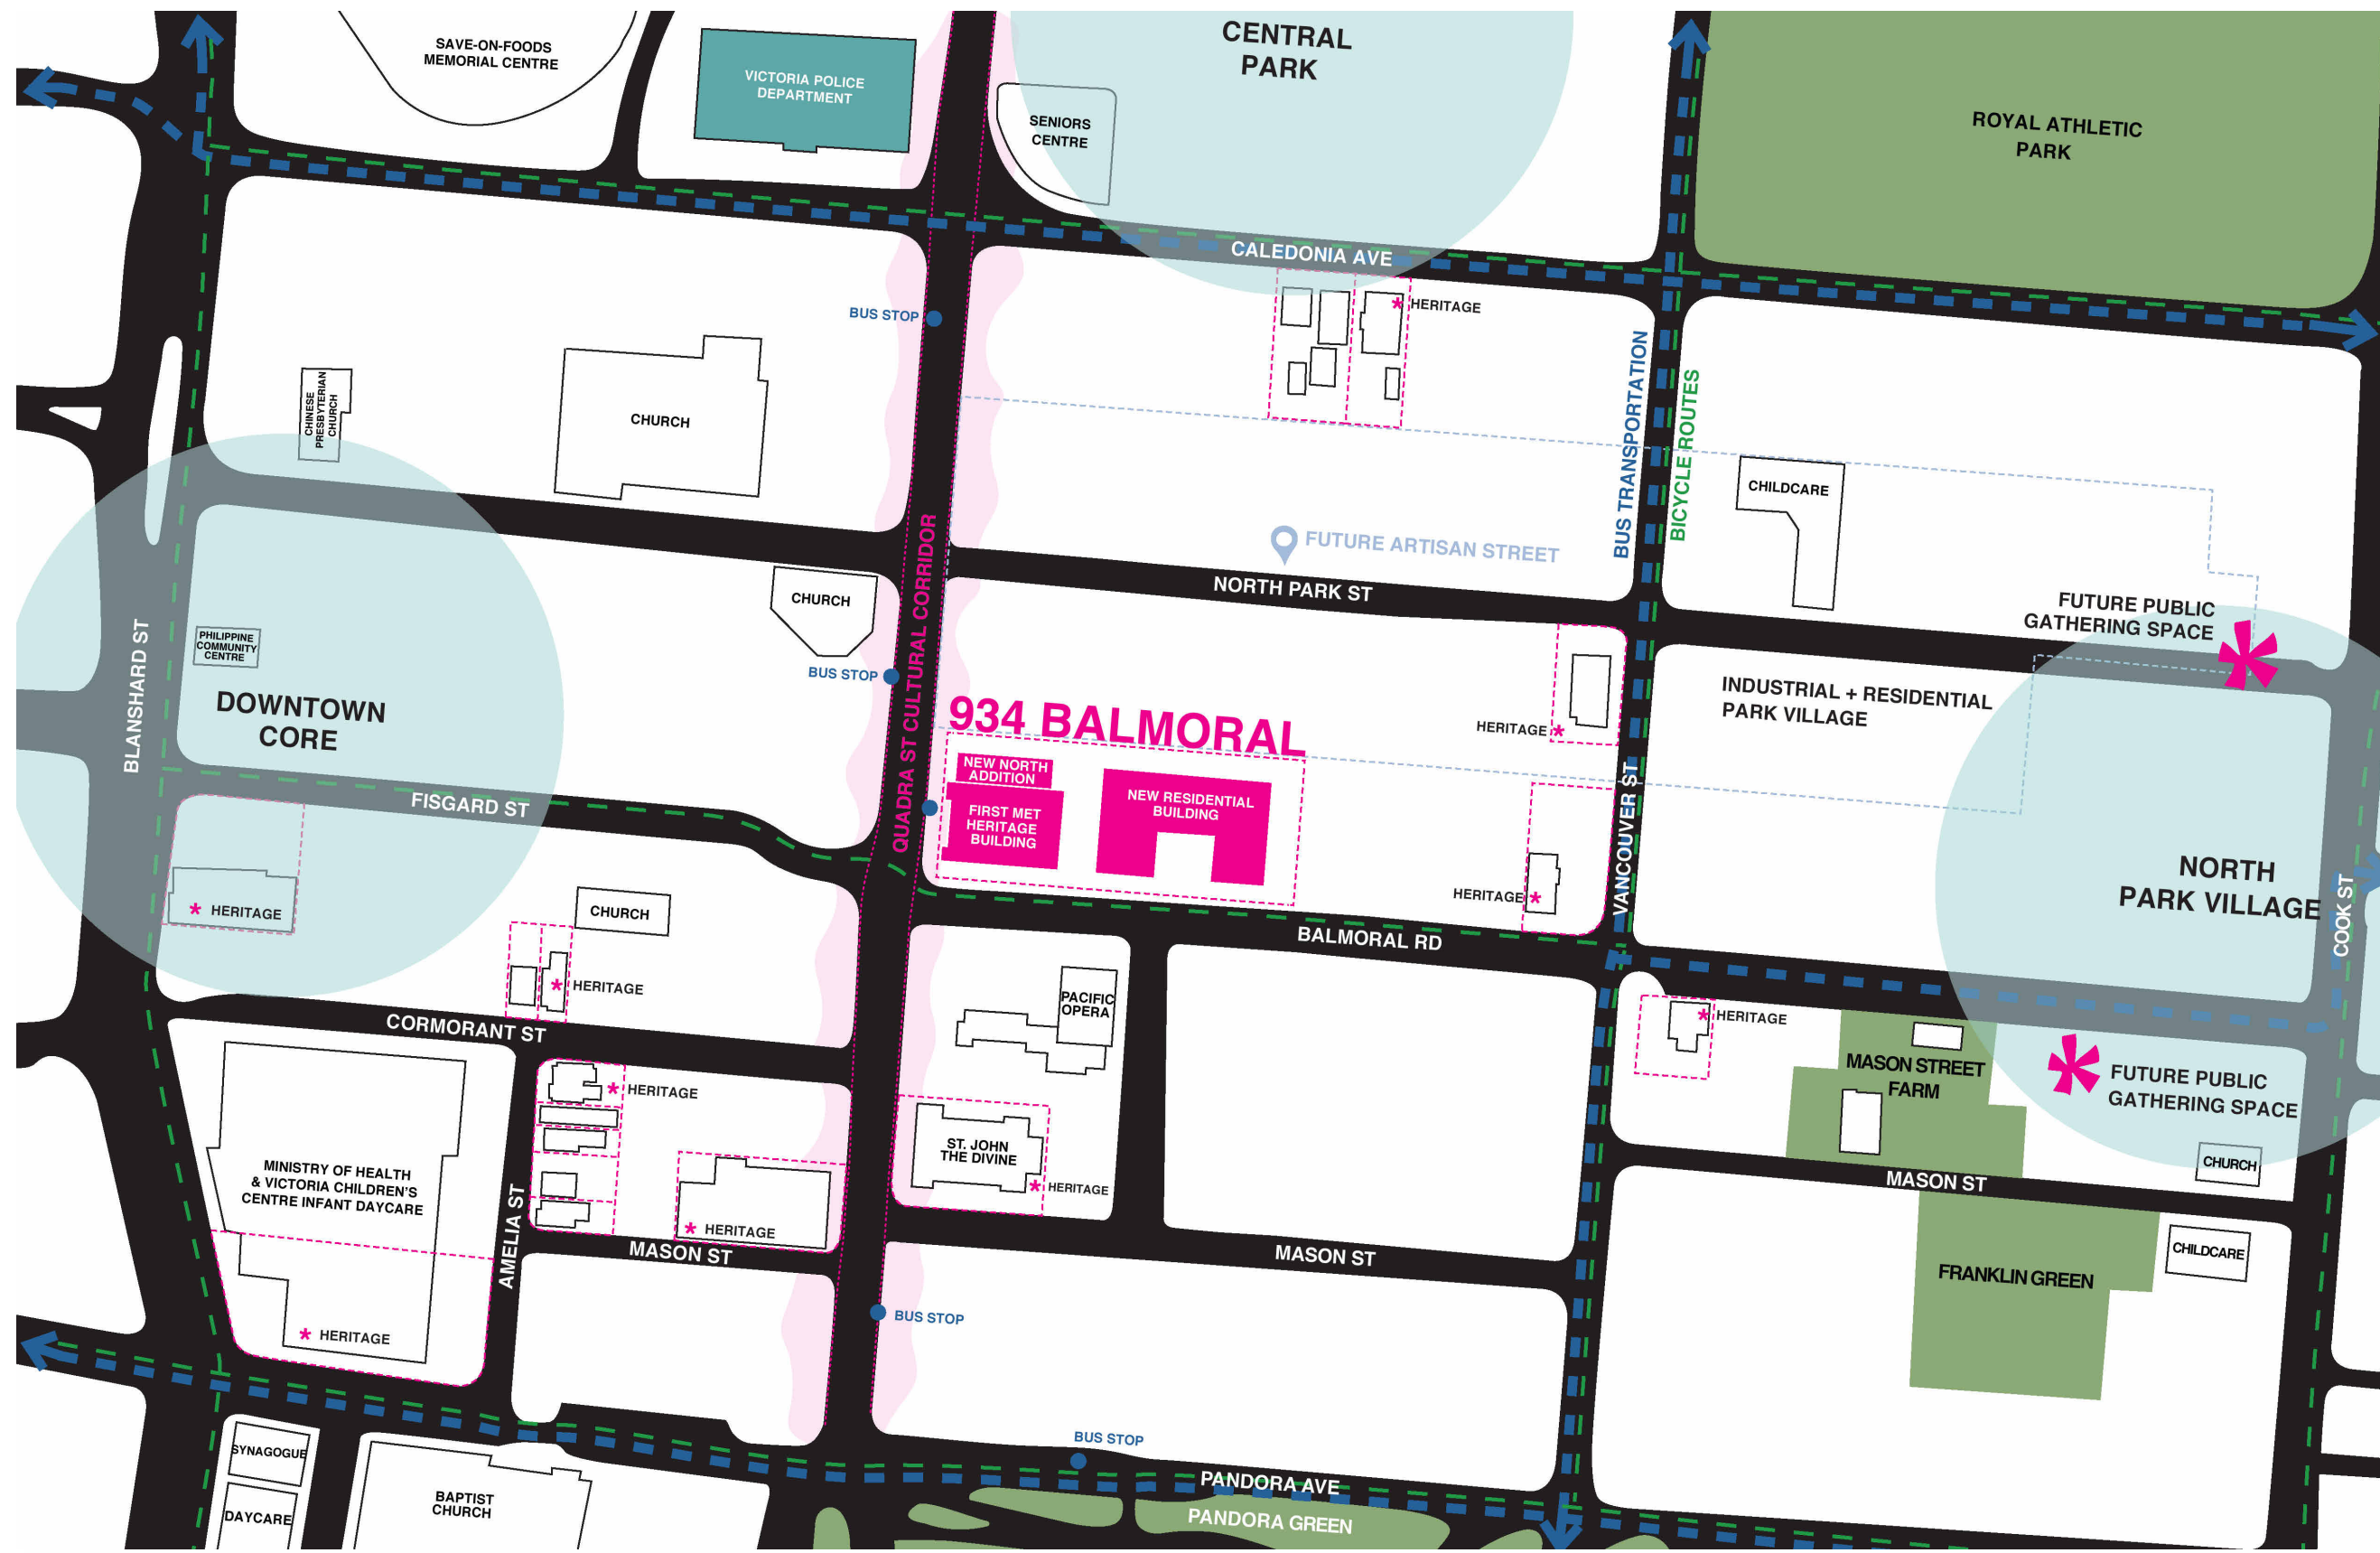 SAVE-ON-FOODS
MEMORIAL CENTRE
VICTORIA POLICE
DEPARTMENT
CENTRAL
PARK
SENIORS
CENTRE
ROYAL ATHLETIC
PARK
CALEDONIA AVE
HERITAGE
BUS STOP
CHINESE
PRESBYTERIAN
CHURCH
CHURCH
BUS TRANSPORTATION
BICYCLE ROUTES
CHILDCARE
FUTURE ARTISAN STREET
NORTH PARK ST
CHURCH
FUTURE PUBLIC
GATHERING SPACE
PHILIPPINE
COMMUNITY
CENTRE
BLANSHARD ST
BUS STOP
QUADRA ST CULTURAL CORRIDOR
DOWNTOWN
CORE
934 BALMORAL
HERITAGE
INDUSTRIAL + RESIDENTIAL
PARK VILLAGE
NEW NORTH
ADDITION
FIRST MET
HERITAGE
BUILDING
NEW RESIDENTIAL
BUILDING
VANCOUVER ST
FISGARD ST
NORTH
PARK VILLAGE
COOK ST
HERITAGE
HERITAGE
CHURCH
BALMORAL RD
HERITAGE
PACIFIC
OPERA
CORMORANT ST
HERITAGE
MASON STREET
FARM
FUTURE PUBLIC
GATHERING SPACE
HERITAGE
ST. JOHN
THE DIVINE
HERITAGE
CHURCH
MINISTRY OF HEALTH
& VICTORIA CHILDREN'S
CENTRE INFANT DAYCARE
AMELIA ST
HERITAGE
MASON ST
MASON ST
MASON ST
CHILDCARE
FRANKLIN GREEN
HERITAGE
BUS STOP
BUS STOP
SYNAGOGUE
DAYCARE
BAPTIST
CHURCH
PANDORA AVE
PANDORA GREEN